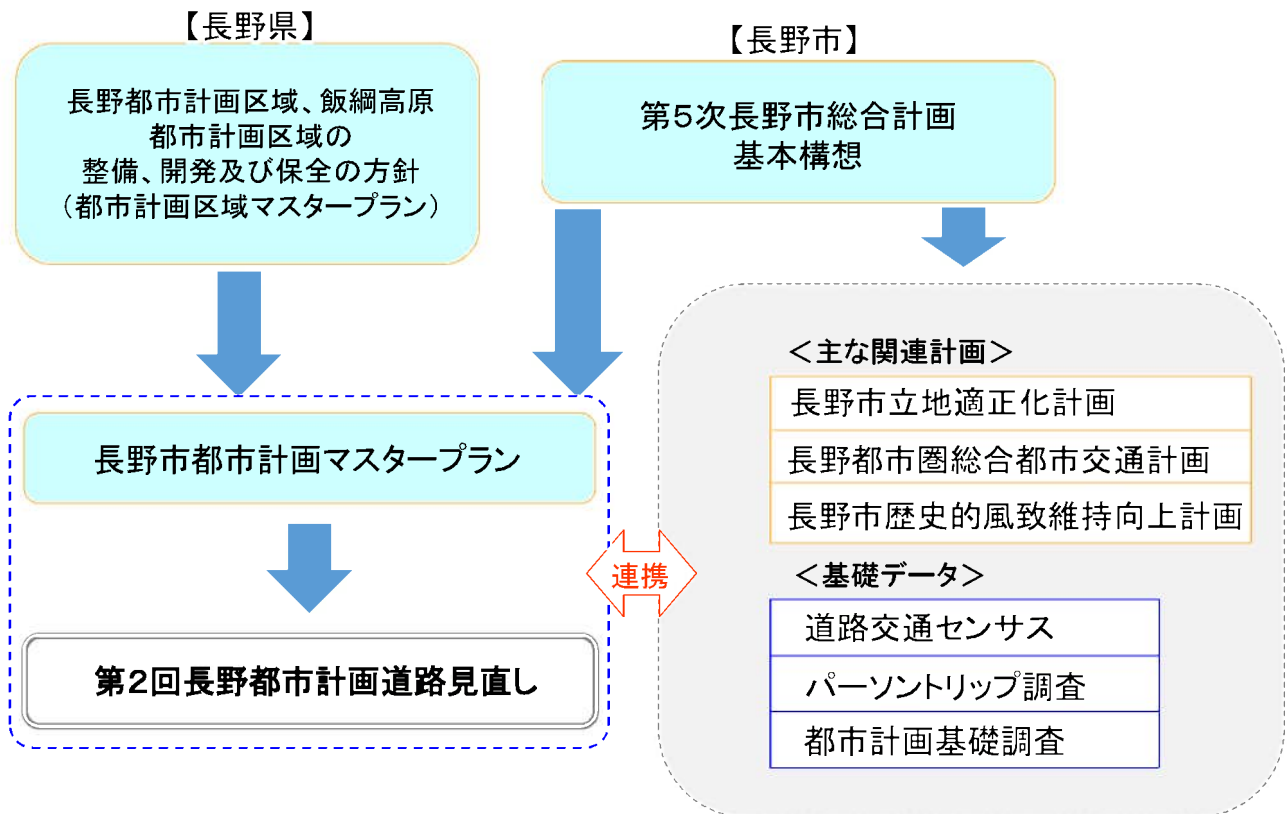 【長野県】
長野都市計画区域、飯綱高原
都市計画区域の
整備、開発及び保全の方針
（都市計画区域マスタープラン）
【長野市】
第5次長野市総合計画
基本構想
長野市都市計画マスタープラン
第2回長野都市計画道路見直し
連携
＜主な関連計画＞
長野市立地適正化計画
長野都市圏総合都市交通計画
長野市歴史的風致維持向上計画
＜基礎データ＞
道路交通センサス
パーソントリップ調査
都市計画基礎調査